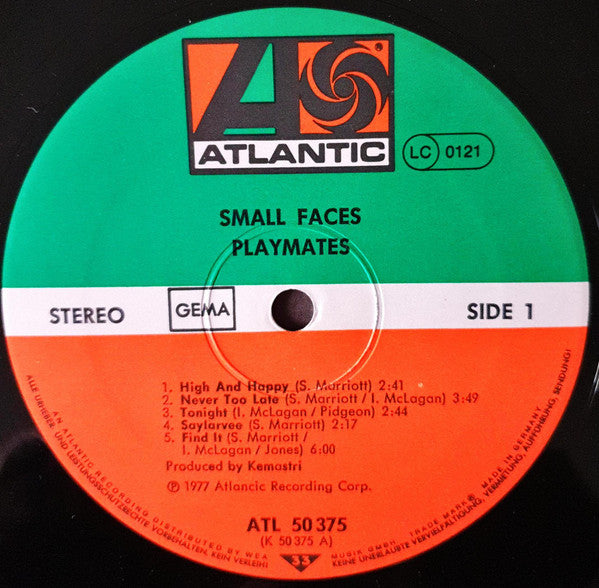 ATLANTIC
®
LC 0121
SMALL FACES
PLAYMATES
STEREO
GEMA
SIDE 1
1. High And Happy (S. Marriott) 2:41
2. Never Too Late (S. Marriott / I. McLagan) 3:49
3. Tonight (I. McLagan / Pidgeon) 2:44
4. Saylarvee (S. Marriott) 2:17
5. Find It (S. Marriott /
I. McLagan / Jones) 6:00
Produced by Kemastri
℗ 1977 Atlantic Recording Corp.
ATL 50 375
(K 50 375 A)
33
AN ATLANTIC RECORDING DISTRIBUTED BY WEA MUSIK GMBH TRADE MARK® MADE IN GERMANY
ALLE URHEBER- UND LEISTUNGSSCHUTZRECHTE VORBEHALTEN, KEIN VERLEIH! KEINE UNERLAUBTE VERVIELFÄLTIGUNG, VERMIETUNG, AUFFÜHRUNG, SENDUNG!